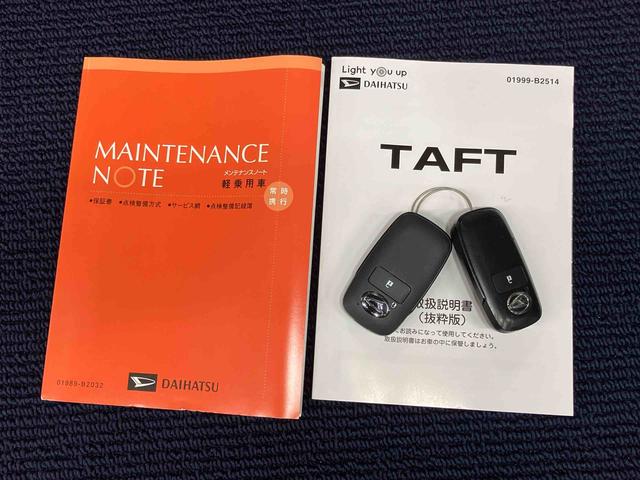 MAINTENANCE
NOTE
メンテナンスノート
軽乗用車
常時
携行
●保証書 ●点検整備方式 ●サービス網 ●点検整備記録簿
01989-B2032
DAIHATSU
Light you up
DAIHATSU
01999-B2514
TAFT
取扱説明書
（抜粋版）
お読みになって使用してください。
取扱説明書はお車の中に保管しましょう。